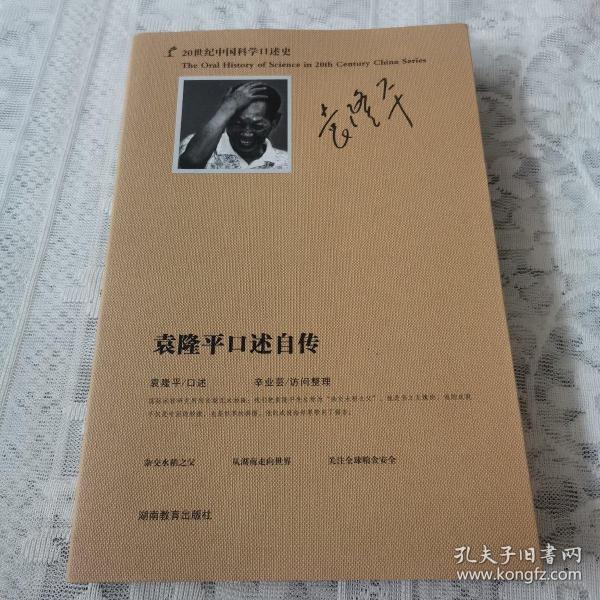 20世纪中国科学口述史
The Oral History of Science in 20th Century China Series
袁隆平
袁隆平口述自传
袁隆平/口述 辛业芸/访问整理
杂交水稻之父 从湖南走向世界 关注全球粮食安全
湖南教育出版社
孔夫子旧书网
www.kongfz.com